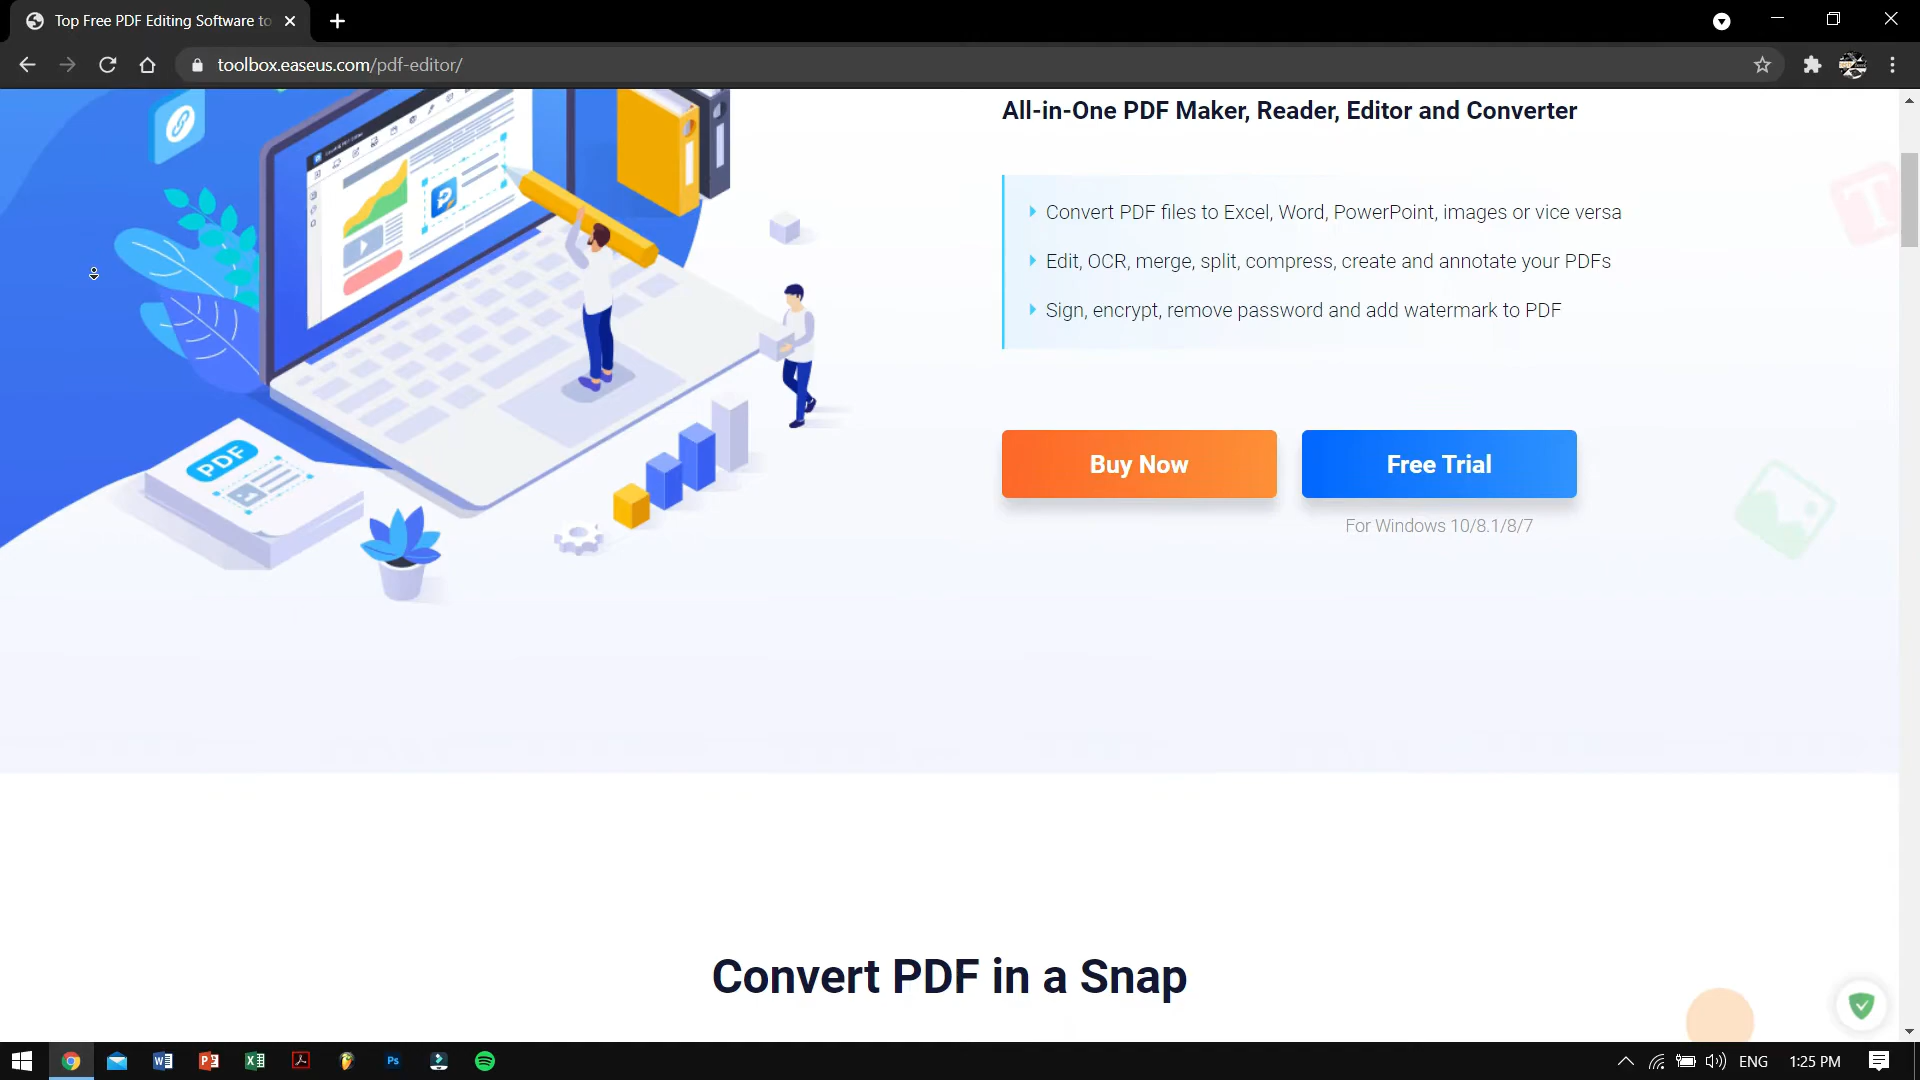 Top Free PDF Editing Software to
toolbox.easeus.com/pdf-editor/
All-in-One PDF Maker, Reader, Editor and Converter
Convert PDF files to Excel, Word, PowerPoint, images or vice versa
Edit, OCR, merge, split, compress, create and annotate your PDFs
Sign, encrypt, remove password and add watermark to PDF
Buy Now
Free Trial
For Windows 10/8.1/8/7
PDF
T
Convert PDF in a Snap
Ps
ENG
1:25 PM